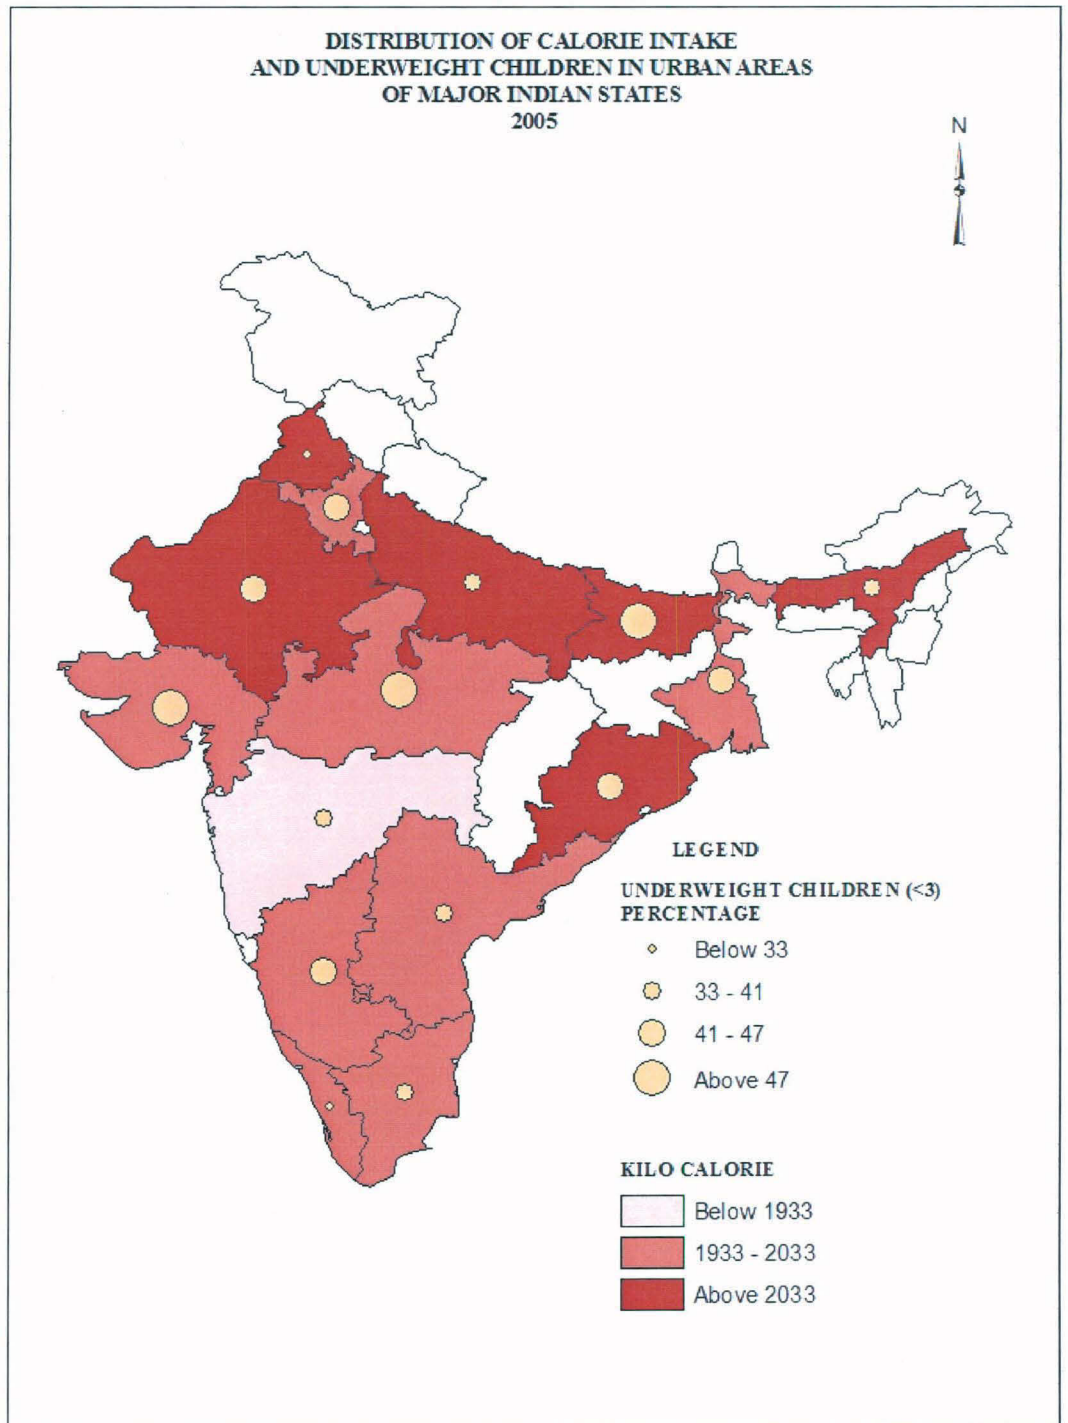 DISTRIBUTION OF CALORIE INTAKE
AND UNDERWEIGHT CHILDREN IN URBAN AREAS
OF MAJOR INDIAN STATES
2005
N
LEGEND
UNDERWEIGHT CHILDREN (<3)
PERCENTAGE
Below 33
33 - 41
41 - 47
Above 47
KILO CALORIE
Below 1933
1933 - 2033
Above 2033